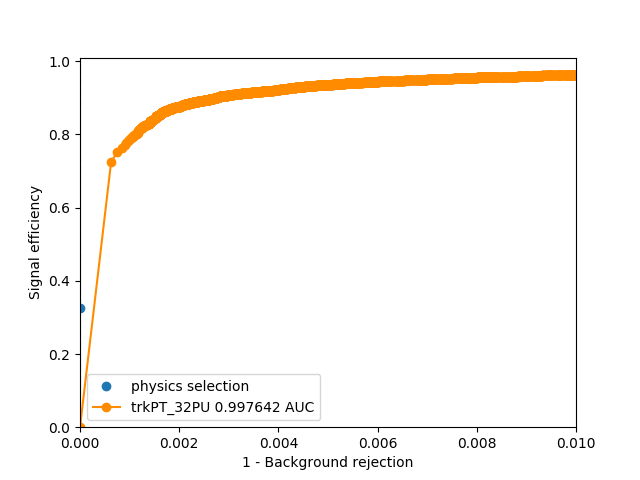 1.0
0.8
0.6
0.4
0.2
0.0
Signal efficiency
physics selection
trkPT_32PU 0.997642 AUC
0.000 0.002 0.004 0.006 0.008 0.010
1 - Background rejection